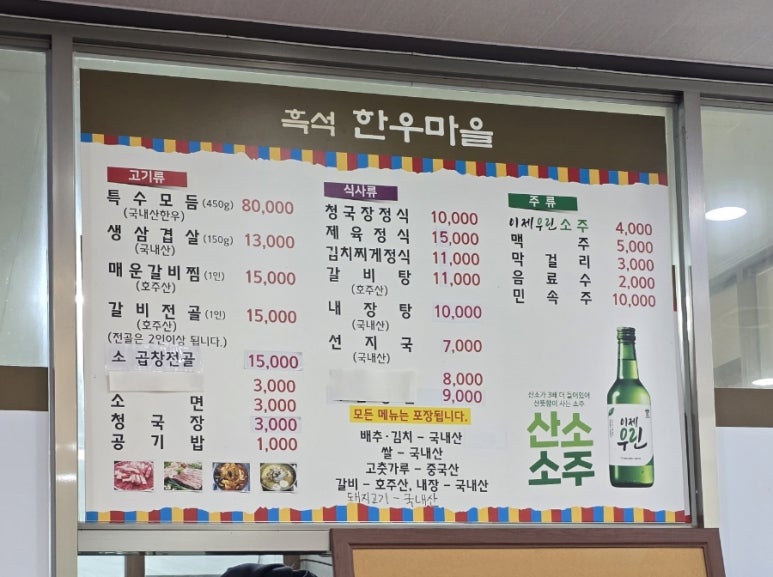 흑석 한우마을
고기류
특수모듬 (450g) 80,000
(국내산한우)
생삼겹살 (150g) 13,000
(국내산)
매운갈비찜 (1인) 15,000
(호주산)
갈비전골 (1인) 15,000
(호주산)
(전골은 2인이상 됩니다.)
소 곱창전골 15,000
3,000
소면 3,000
청국장 3,000
공기밥 1,000
식사류
청국장정식 10,000
제육정식 15,000
김치찌게정식 11,000
갈비탕 11,000
(호주산)
내장탕 10,000
(국내산)
선지국 7,000
(국내산)
8,000
9,000
모든 메뉴는 포장됩니다.
배추·김치 - 국내산
쌀 - 국내산
고춧가루 - 중국산
갈비 - 호주산, 내장 - 국내산
돼지고기 - 국내산
주류
이제우린 소주 4,000
맥주 5,000
막걸리 3,000
음료수 2,000
민속주 10,000
산소가 3배 더 들어있어
산뜻함이 사는 소주
산소
소주
이제
우린